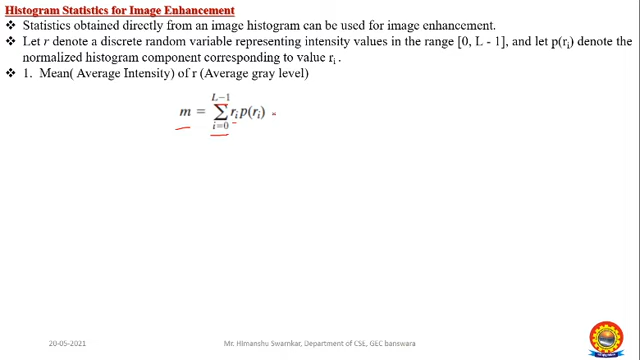 Histogram Statistics for Image Enhancement
❖ Statistics obtained directly from an image histogram can be used for image enhancement.
❖ Let r denote a discrete random variable representing intensity values in the range [0, L - 1], and let p(rᵢ) denote the
normalized histogram component corresponding to value rᵢ .
❖ 1. Mean( Average Intensity) of r (Average gray level)
m = ∑_{i=0}^{L−1} rᵢ p(rᵢ)
20-05-2021 Mr. Himanshu Swarnkar, Department of CSE, GEC banswara